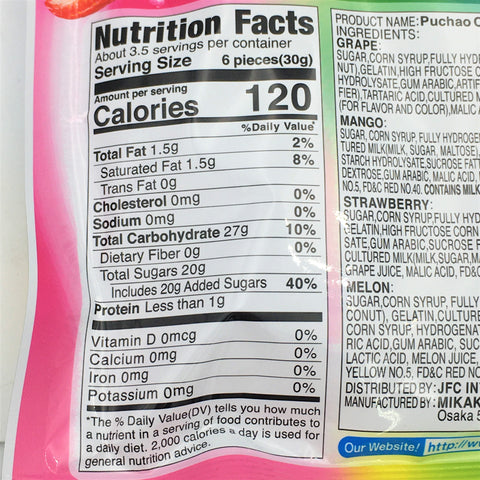 Nutrition Facts
About 3.5 servings per container
Serving Size 6 pieces(30g)
Amount per serving
Calories 120
%Daily Value*
Total Fat 1.5g 2%
Saturated Fat 1.5g 8%
Trans Fat 0g
Cholesterol 0mg 0%
Sodium 0mg 0%
Total Carbohydrate 27g 10%
Dietary Fiber 0g 0%
Total Sugars 20g
Includes 20g Added Sugars 40%
Protein Less than 1g
Vitamin D 0mcg 0%
Calcium 0mg 0%
Iron 0mg 0%
Potassium 0mg 0%
*The % Daily Value(DV) tells you how much
a nutrient in a serving of food contributes to
a daily diet. 2,000 calories a day is used for
general nutrition advice.
PRODUCT NAME: Puchao
INGREDIENTS:
GRAPE:
SUGAR,CORN SYRUP,FULLY HYD
NUT),GELATIN,HIGH FRUCTOSE C
HYDROLYSATE,GUM ARABIC,ARTIF
FIER),TARTARIC ACID,CULTURED M
(FOR FLAVOR AND COLOR),MALIC A
MANGO:
SUGAR, CORN SYRUP, FULLY HYDROGEN
TURED MILK(MILK, SUGAR, MALTOSE),
STARCH HYDROLYSATE,SUCROSE FATT
DEXTROSE,GUM ARABIC, MALIC ACID, M
NO.5, FD&C RED NO.40. CONTAINS MILK
STRAWBERRY:
SUGAR,CORN SYRUP,FULLY HYD
GELATIN,HIGH FRUCTOSE CORN
SATE,GUM ARABIC,SUCROSE F
CULTURED MILK(MILK,SUGAR,M
GRAPE JUICE, MALIC ACID, FD&
MELON:
SUGAR,CORN SYRUP, FULLY
CONUT), GELATIN,CULTURE
CORN SYRUP, HYDROGENAT
RIC ACID,GUM ARABIC, SUC
LACTIC ACID, MELON JUICE,
YELLOW NO.5, FD&C RED NO
DISTRIBUTED BY: JFC INT
MANUFACTURED BY: MIKAK
Osaka 5
Our Website! http://w